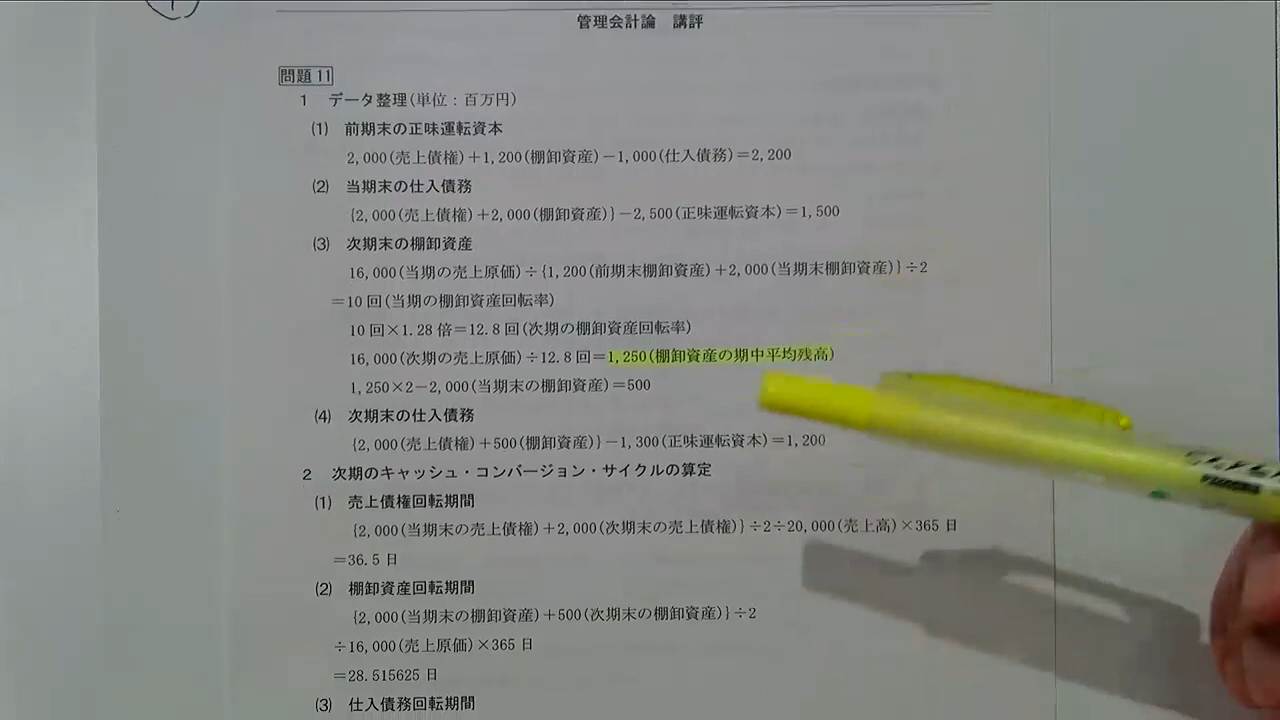 1
管理会計論 講評
問題11
1 データ整理(単位：百万円)
(1) 前期末の正味運転資本
2,000(売上債権)＋1,200(棚卸資産)－1,000(仕入債務)＝2,200
(2) 当期末の仕入債務
{2,000(売上債権)＋2,000(棚卸資産)}－2,500(正味運転資本)＝1,500
(3) 次期末の棚卸資産
16,000(当期の売上原価)÷{1,200(前期末棚卸資産)＋2,000(当期末棚卸資産)}÷2
＝10回(当期の棚卸資産回転率)
10回×1.28倍＝12.8回(次期の棚卸資産回転率)
16,000(次期の売上原価)÷12.8回＝1,250(棚卸資産の期中平均残高)
1,250×2－2,000(当期末の棚卸資産)＝500
(4) 次期末の仕入債務
{2,000(売上債権)＋500(棚卸資産)}－1,300(正味運転資本)＝1,200
2 次期のキャッシュ・コンバージョン・サイクルの算定
(1) 売上債権回転期間
{2,000(当期末の売上債権)＋2,000(次期末の売上債権)}÷2÷20,000(売上高)×365日
＝36.5日
(2) 棚卸資産回転期間
{2,000(当期末の棚卸資産)＋500(次期末の棚卸資産)}÷2
÷16,000(売上原価)×365日
＝28.515625日
(3) 仕入債務回転期間